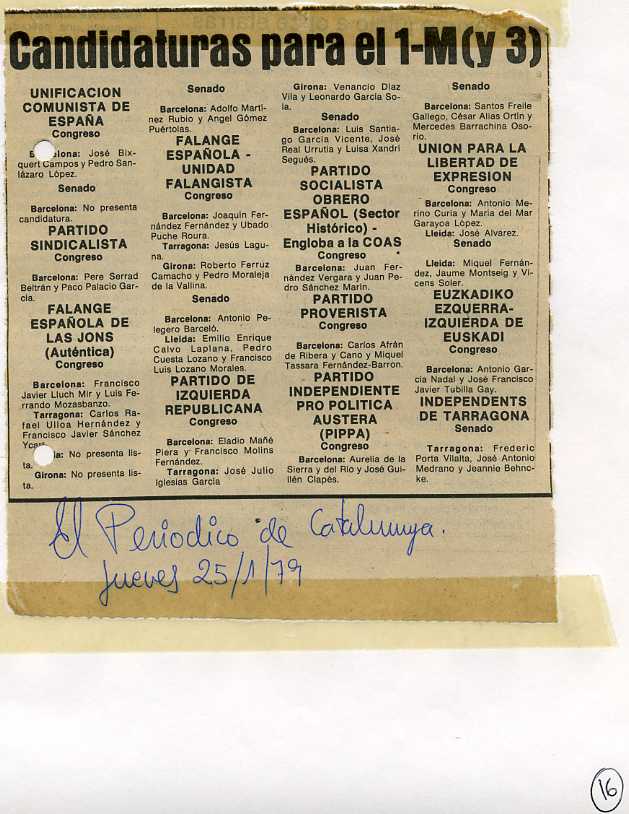 Candidaturas para el 1-M (y 3)
UNIFICACION
COMUNISTA DE
ESPAÑA
Congreso
Barcelona: José Bix-
quert Campos y Pedro San-
lázaro López.
Senado
Barcelona: No presenta
candidatura.
PARTIDO
SINDICALISTA
Congreso
Barcelona: Pere Serrad
Beltrán y Paco Palacio Gar-
cía.
FALANGE
ESPAÑOLA DE
LAS JONS
(Auténtica)
Congreso
Barcelona: Francisco
Javier Lluch Mir y Luis Fe-
rrando Mozasbanzo.
Tarragona: Carlos Ra-
fael Ulloa Hernández y
Francisco Javier Sánchez
No presenta lis-
ta.
Girona: No presenta lis-
ta.
Senado
Barcelona: Adolfo Martí-
nez Rubio y Angel Gómez
Puértolas.
FALANGE
ESPAÑOLA -
UNIDAD
FALANGISTA
Congreso
Barcelona: Joaquin Fer-
nández Fernández y Ubado
Puche Roura.
Tarragona: Jesús Lagu-
na.
Girona: Roberto Ferruz
Camacho y Pedro Moraleja
de la Vallina.
Senado
Barcelona: Antonio Pe-
legero Barceló.
Lleida: Emilio Enrique
Calvo Laplana, Pedro
Cuesta Lozano y Francisco
Luis Lozano Morales.
PARTIDO DE
IZQUIERDA
REPUBLICANA
Congreso
Barcelona: Eladio Mañé
Piera y Francisco Molins
Fernández.
Tarragona: José Julio
Iglesias García
Girona: Venancio Diaz
Vila y Leonardo García So-
la.
Senado
Barcelona: Luis Santia-
go García Vicente, José
Real Urrutia y Luisa Xandri
Segués.
PARTIDO
SOCIALISTA
OBRERO
ESPAÑOL (Sector
Histórico) -
Engloba a la COAS
Congreso
Barcelona: Juan Fer-
nández Vergara y Juan Pe-
dro Sánchez Marin.
PARTIDO
PROVERISTA
Congreso
Barcelona: Carlos Afrán
de Ribera y Cano y Miquel
Tassara Fernández-Barron.
PARTIDO
INDEPENDIENTE
PRO POLITICA
AUSTERA
(PIPPA)
Congreso
Barcelona: Aurelia de la
Sierra y del Río y José Gui-
llén Clapés.
Senado
Barcelona: Santos Freile
Gallego, César Alias Ortin y
Mercedes Barrachina Oso-
rio.
UNION PARA LA
LIBERTAD DE
EXPRESION
Congreso
Barcelona: Antonio Me-
rino Curia y Maria del Mar
Garayoa López.
Lleida: José Alvarez.
Senado
Lleida: Miquel Fernán-
dez, Jaume Montseig y Vi-
cens Soler.
EUZKADIKO
EZQUERRA-
IZQUIERDA DE
EUSKADI
Congreso
Barcelona: Antonio Gar-
cia Nadal y José Francisco
Javier Tubilla Gay.
INDEPENDENTS
DE TARRAGONA
Senado
Tarragona: Frederic
Porta Vilalta, José Antonio
Medrano y Jeannie Behnc-
ke.
El Periodico de Catalunya.
Jueves 25/1/79
16